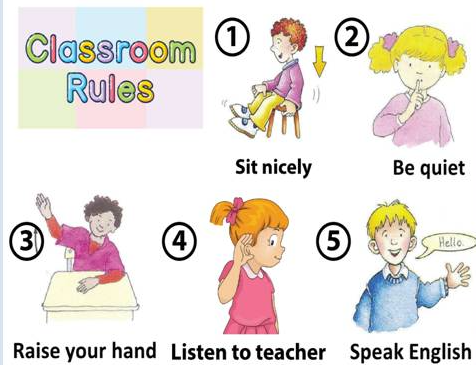 Classroom
Rules
1
2
Sit nicely
Be quiet
3
4
5
Hello.
Raise your hand
Listen to teacher
Speak English